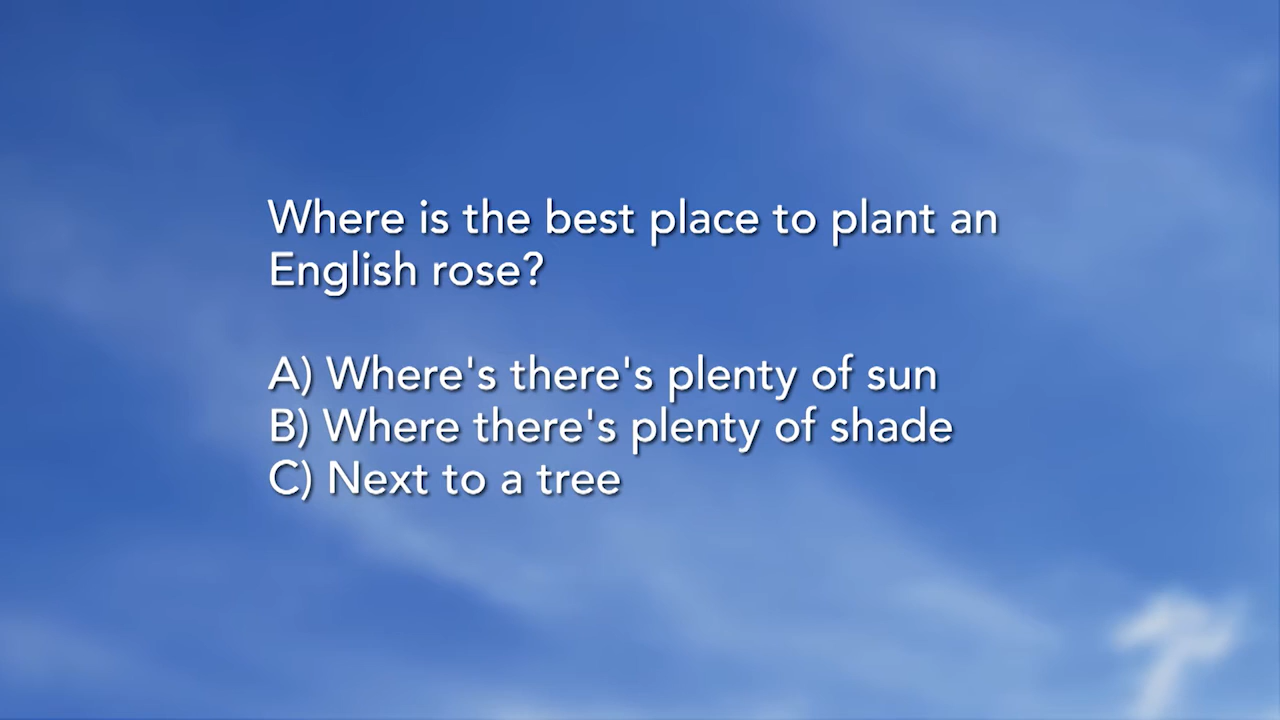 Where is the best place to plant an
English rose?
A) Where's there's plenty of sun
B) Where there's plenty of shade
C) Next to a tree